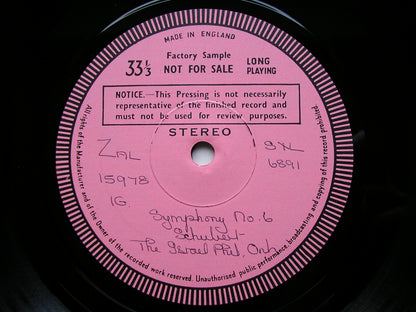 MADE IN ENGLAND
Factory Sample
33 1/3 NOT FOR SALE LONG PLAYING
NOTICE.—This Pressing is not necessarily
representative of the finished record and
must not be used for review purposes.
STEREO
ZAL SXL
15978 6891
1G.
Symphony No. 6
Schubert
The Israel Phil. Orch
All rights of the Manufacturer and of the Owner of the recorded work reserved. Unauthorised public performance, broadcasting and copying of this record prohibited.